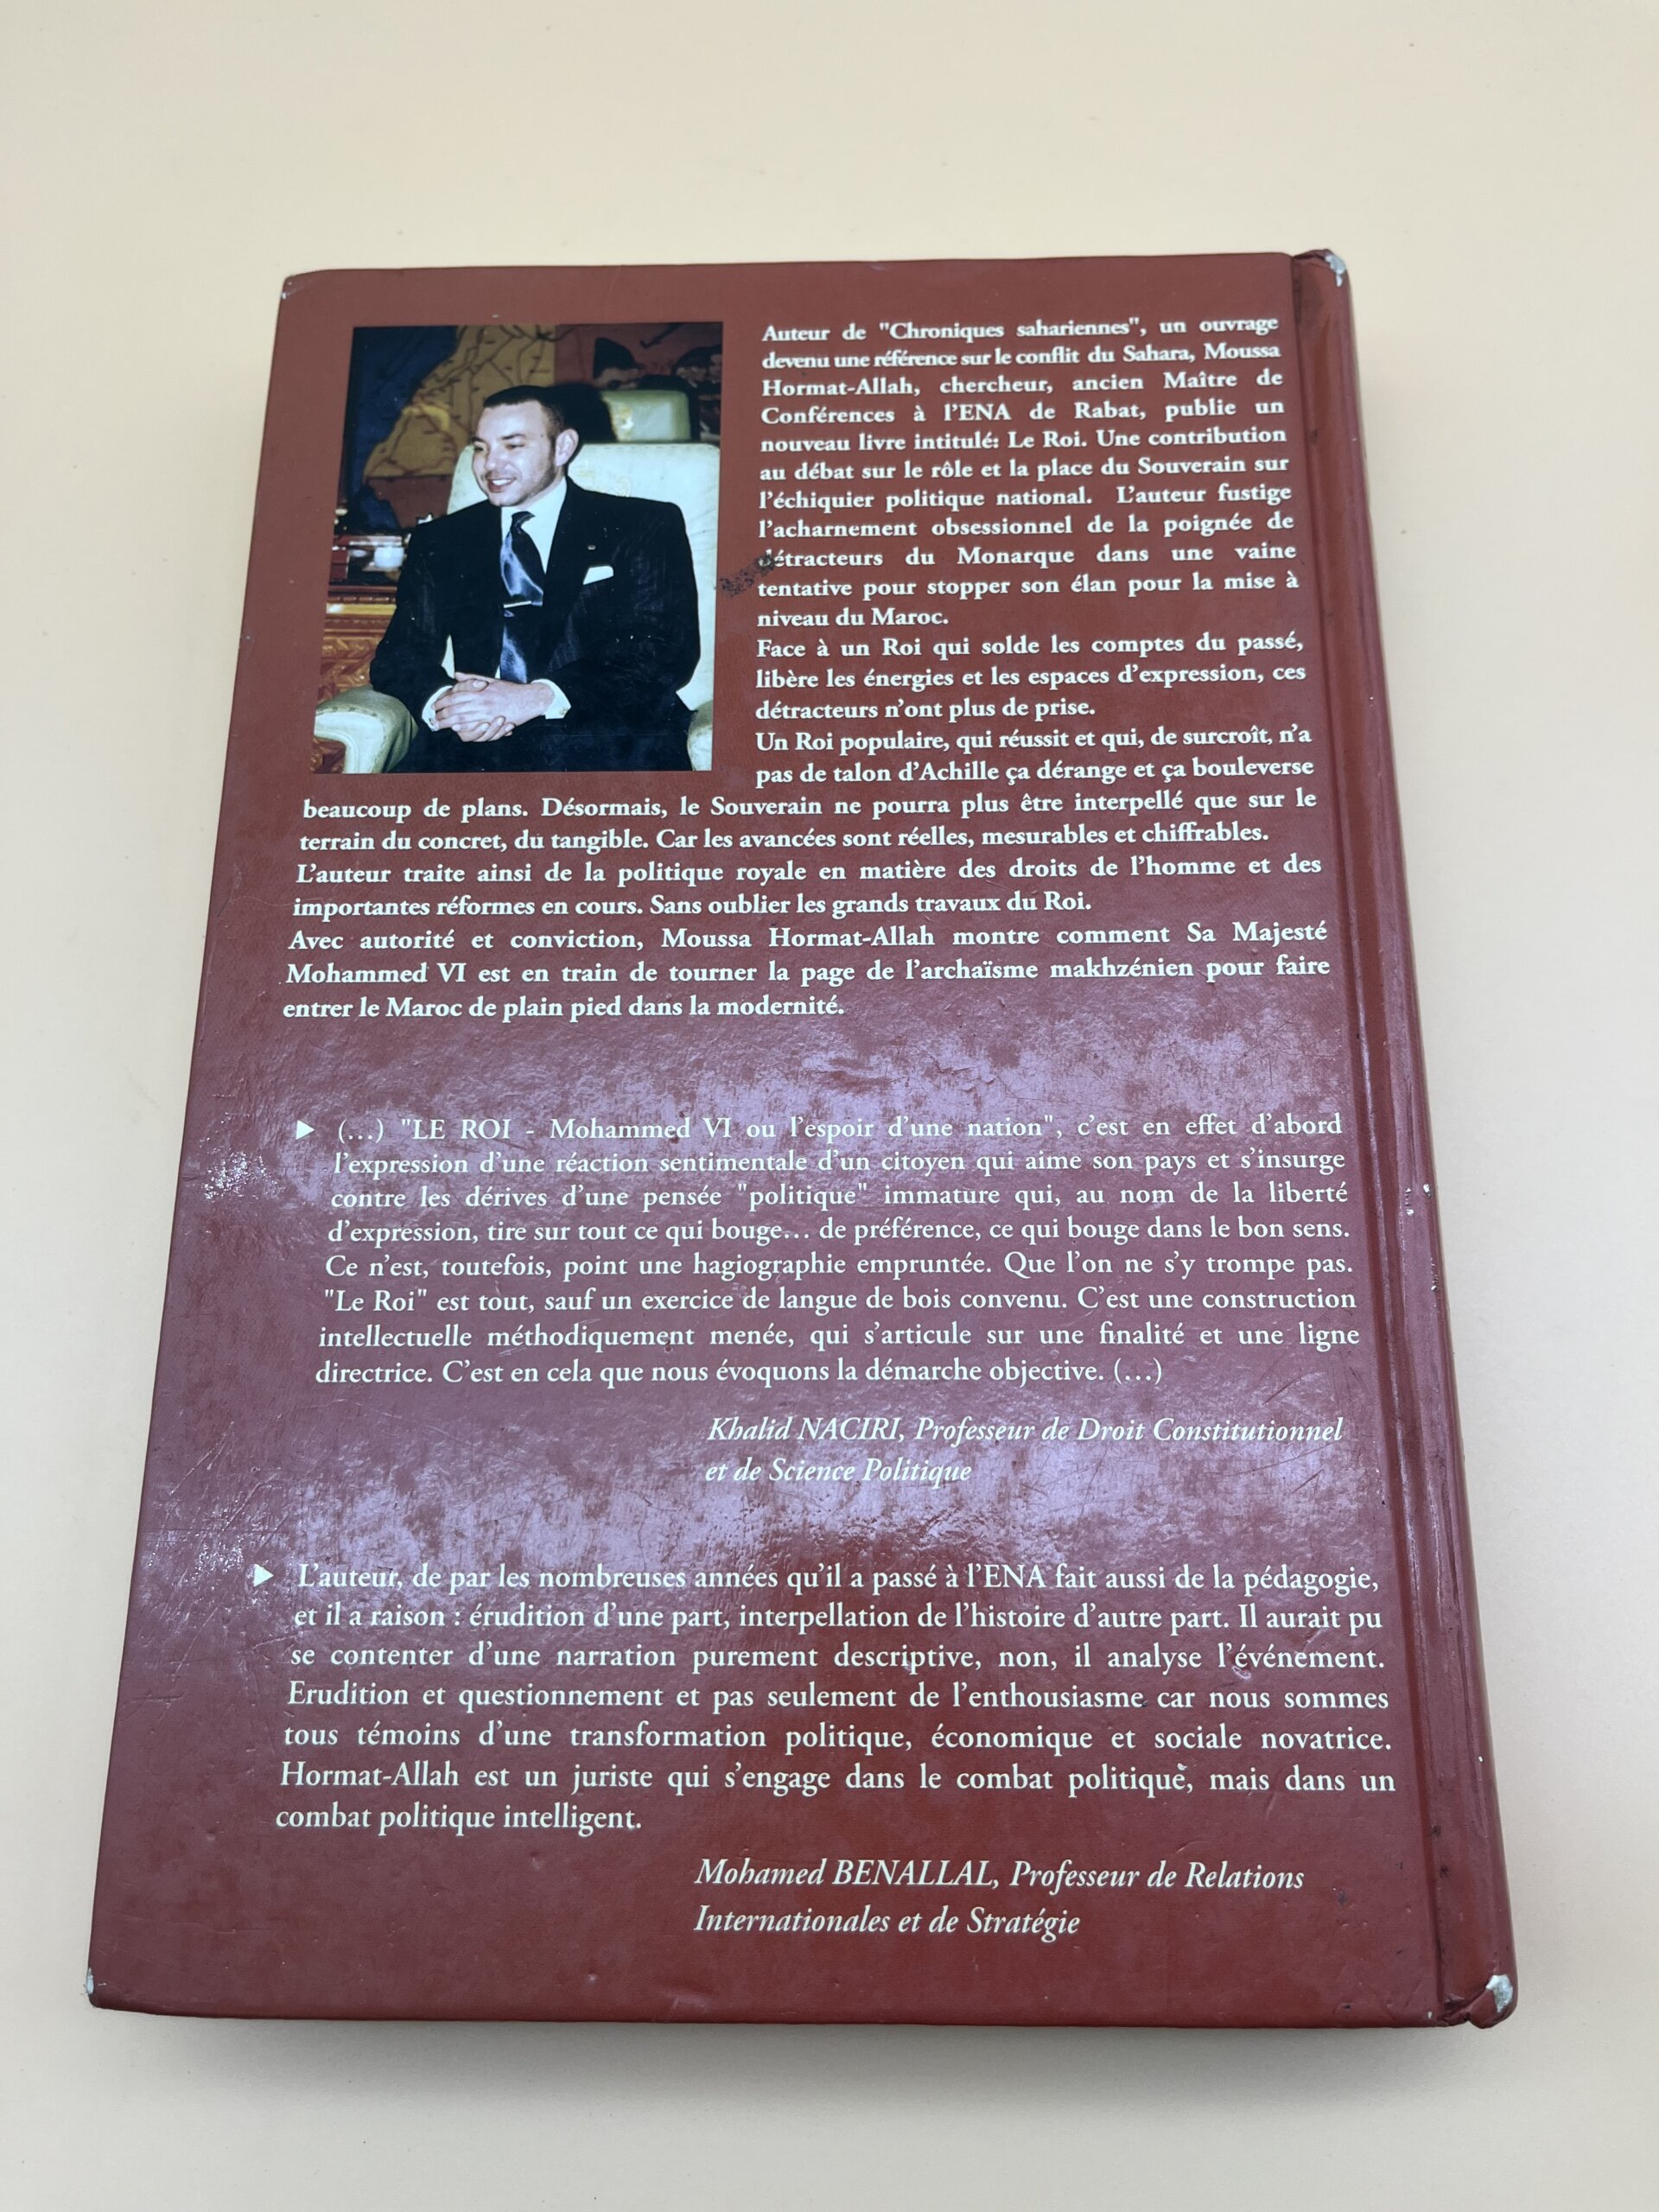 Auteur de "Chroniques sahariennes", un ouvrage
devenu une référence sur le conflit du Sahara, Moussa
Hormat-Allah, chercheur, ancien Maître de
Conférences à l'ENA de Rabat, publie un
nouveau livre intitulé: Le Roi. Une contribution
au débat sur le rôle et la place du Souverain sur
l'échiquier politique national. L'auteur fustige
l'acharnement obsessionnel de la poignée de
détracteurs du Monarque dans une vaine
tentative pour stopper son élan pour la mise à
niveau du Maroc.
Face à un Roi qui solde les comptes du passé,
libère les énergies et les espaces d'expression, ces
détracteurs n'ont plus de prise.
Un Roi populaire, qui réussit et qui, de surcroît, n'a
pas de talon d'Achille ça dérange et ça bouleverse
beaucoup de plans. Désormais, le Souverain ne pourra plus être interpellé que sur le
terrain du concret, du tangible. Car les avancées sont réelles, mesurables et chiffrables.
L'auteur traite ainsi de la politique royale en matière des droits de l'homme et des
importantes réformes en cours. Sans oublier les grands travaux du Roi.
Avec autorité et conviction, Moussa Hormat-Allah montre comment Sa Majesté
Mohammed VI est en train de tourner la page de l'archaïsme makhzénien pour faire
entrer le Maroc de plain pied dans la modernité.
(...) "LE ROI - Mohammed VI ou l'espoir d'une nation", c'est en effet d'abord
l'expression d'une réaction sentimentale d'un citoyen qui aime son pays et s'insurge
contre les dérives d'une pensée "politique" immature qui, au nom de la liberté
d'expression, tire sur tout ce qui bouge... de préférence, ce qui bouge dans le bon sens.
Ce n'est, toutefois, point une hagiographie empruntée. Que l'on ne s'y trompe pas.
"Le Roi" est tout, sauf un exercice de langue de bois convenu. C'est une construction
intellectuelle méthodiquement menée, qui s'articule sur une finalité et une ligne
directrice. C'est en cela que nous évoquons la démarche objective. (...)
Khalid NACIRI, Professeur de Droit Constitutionnel
et de Science Politique
L'auteur, de par les nombreuses années qu'il a passé à l'ENA fait aussi de la pédagogie,
et il a raison : érudition d'une part, interpellation de l'histoire d'autre part. Il aurait pu
se contenter d'une narration purement descriptive, non, il analyse l'événement.
Erudition et questionnement et pas seulement de l'enthousiasme car nous sommes
tous témoins d'une transformation politique, économique et sociale novatrice.
Hormat-Allah est un juriste qui s'engage dans le combat politique, mais dans un
combat politique intelligent.
Mohamed BENALLAL, Professeur de Relations
Internationales et de Stratégie